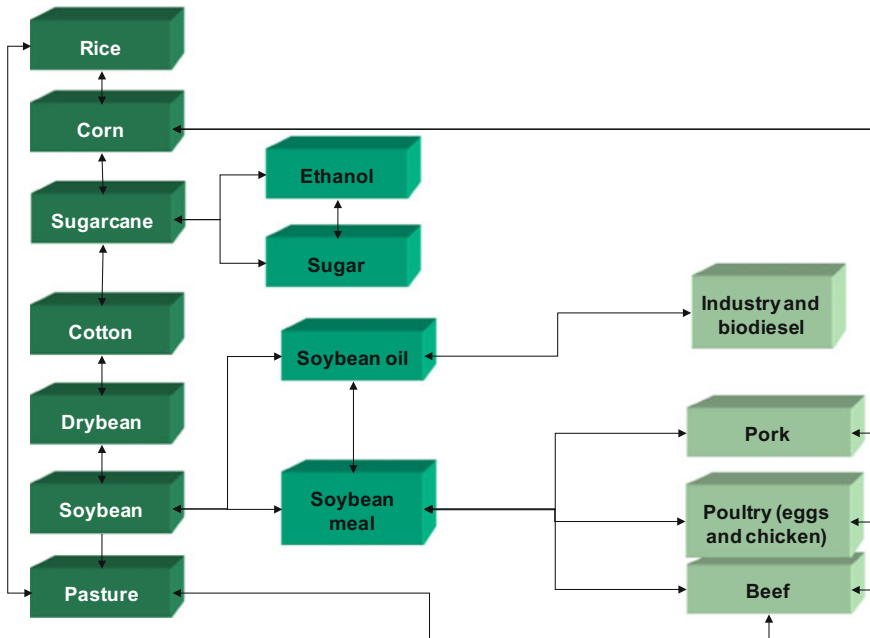 Rice
Corn
Sugarcane
Cotton
Drybean
Soybean
Pasture
Ethanol
Sugar
Soybean oil
Soybean
meal
Industry and
biodiesel
Pork
Poultry (eggs
and chicken)
Beef